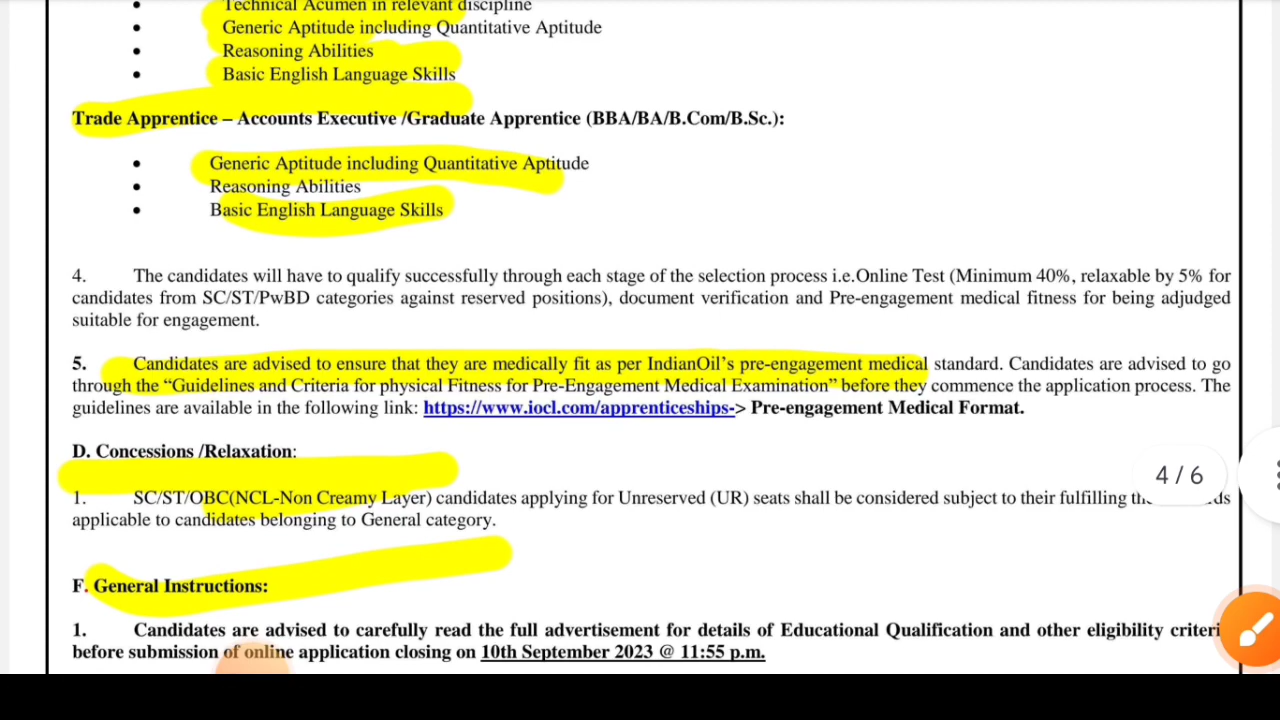 • Technical Acumen in relevant discipline
• Generic Aptitude including Quantitative Aptitude
• Reasoning Abilities
• Basic English Language Skills
Trade Apprentice – Accounts Executive /Graduate Apprentice (BBA/BA/B.Com/B.Sc.):
• Generic Aptitude including Quantitative Aptitude
• Reasoning Abilities
• Basic English Language Skills
4. The candidates will have to qualify successfully through each stage of the selection process i.e.Online Test (Minimum 40%, relaxable by 5% for
candidates from SC/ST/PwBD categories against reserved positions), document verification and Pre-engagement medical fitness for being adjudged
suitable for engagement.
5. Candidates are advised to ensure that they are medically fit as per IndianOil’s pre-engagement medical standard. Candidates are advised to go
through the “Guidelines and Criteria for physical Fitness for Pre-Engagement Medical Examination” before they commence the application process. The
guidelines are available in the following link: https://www.iocl.com/apprenticeships-> Pre-engagement Medical Format.
D. Concessions /Relaxation:
4 / 6
1. SC/ST/OBC(NCL-Non Creamy Layer) candidates applying for Unreserved (UR) seats shall be considered subject to their fulfilling
applicable to candidates belonging to General category.
F. General Instructions:
1. Candidates are advised to carefully read the full advertisement for details of Educational Qualification and other eligibility criteri
before submission of online application closing on 10th September 2023 @ 11:55 p.m.